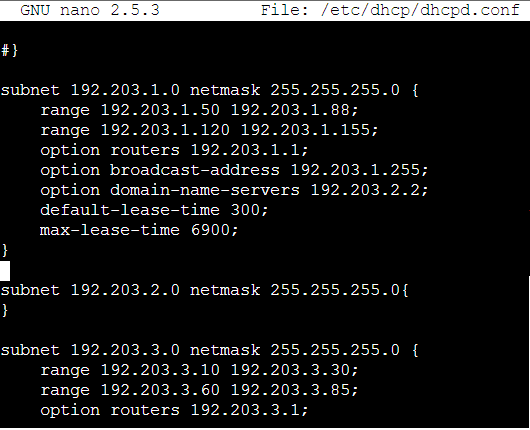 GNU nano 2.5.3 File: /etc/dhcp/dhcpd.conf
#}
subnet 192.203.1.0 netmask 255.255.255.0 {
range 192.203.1.50 192.203.1.88;
range 192.203.1.120 192.203.1.155;
option routers 192.203.1.1;
option broadcast-address 192.203.1.255;
option domain-name-servers 192.203.2.2;
default-lease-time 300;
max-lease-time 6900;
}
subnet 192.203.2.0 netmask 255.255.255.0{
}
subnet 192.203.3.0 netmask 255.255.255.0 {
range 192.203.3.10 192.203.3.30;
range 192.203.3.60 192.203.3.85;
option routers 192.203.3.1;